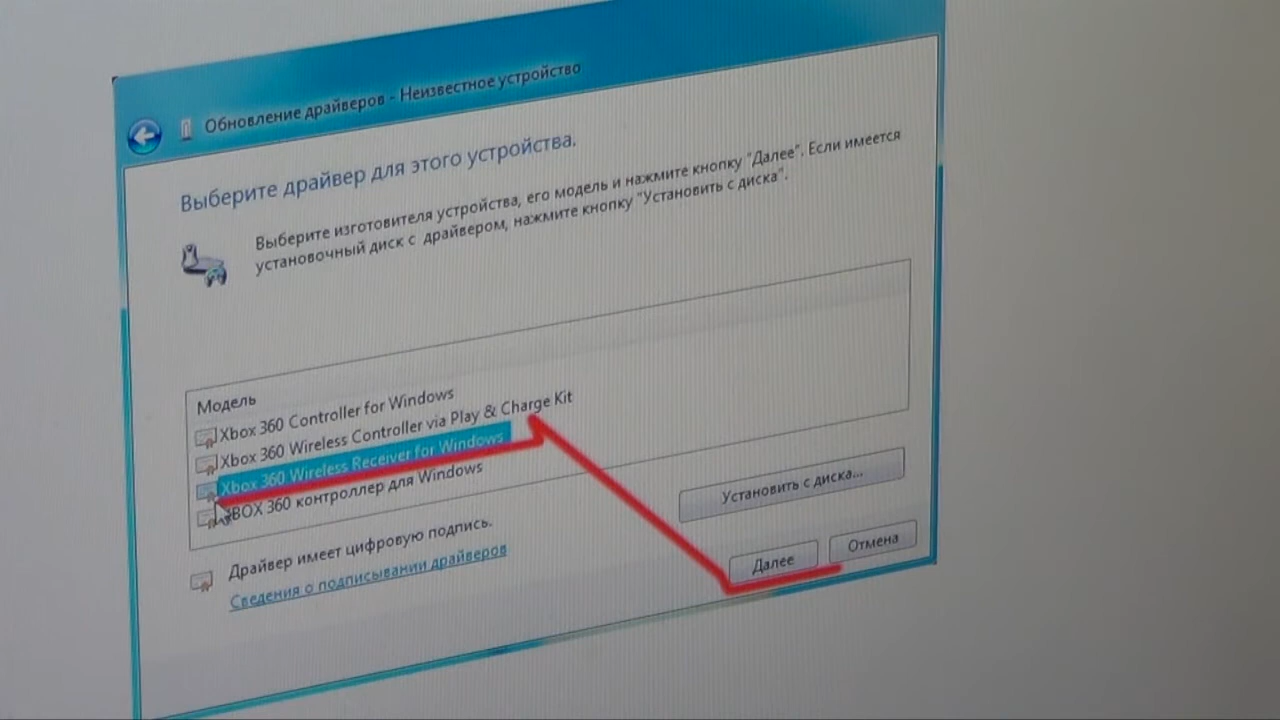 Обновление драйверов - Неизвестное устройство
Выберите драйвер для этого устройства.
Выберите изготовителя устройства, его модель и нажмите кнопку "Далее". Если имеется
установочный диск с драйвером, нажмите кнопку "Установить с диска".
Модель
Xbox 360 Controller for Windows
Xbox 360 Wireless Controller via Play & Charge Kit
Xbox 360 Wireless Receiver for Windows
XBOX 360 контроллер для Windows
Драйвер имеет цифровую подпись.
Сведения о подписывании драйверов
Установить с диска...
Далее
Отмена